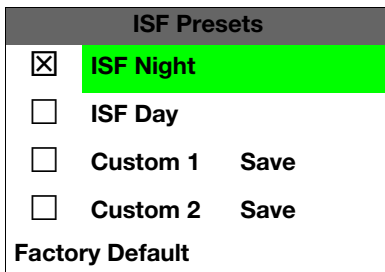 ISF Presets
ISF Night
ISF Day
Custom 1 Save
Custom 2 Save
Factory Default